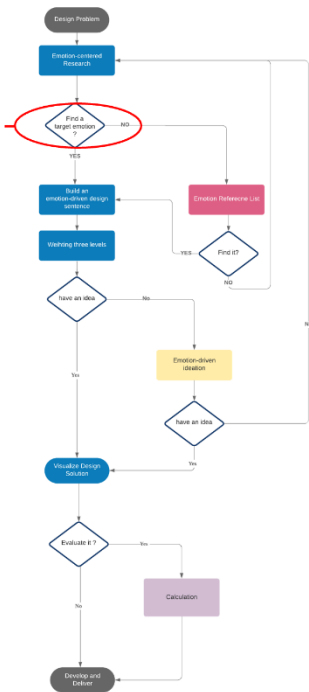 Design Problem
Emotion-centered
Research
Find a
target emotion
?
NO
YES
Build an
emotion-driven design
sentence
Emotion Refereecne List
YES
Find it?
Weihting three levels
NO
have an idea
No
Yes
Emotion-driven
ideation
have an idea
Yes
Visualize Design
Solution
Evaluate it ?
Yes
Calculation
Develop and
Deliver